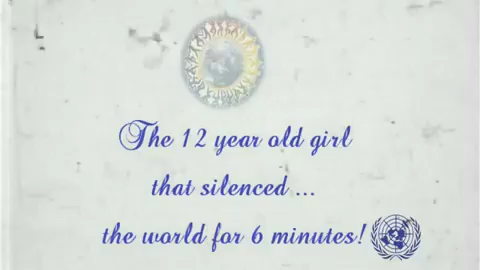 The 12 year old girl
that silenced ...
the world for 6 minutes!